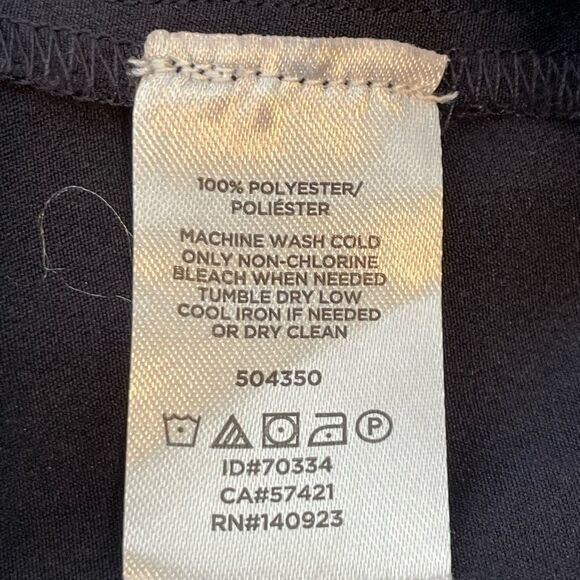 100% POLYESTER/
POLIÉSTER
MACHINE WASH COLD
ONLY NON-CHLORINE
BLEACH WHEN NEEDED
TUMBLE DRY LOW
COOL IRON IF NEEDED
OR DRY CLEAN
504350
P
ID#70334
CA#57421
RN#140923